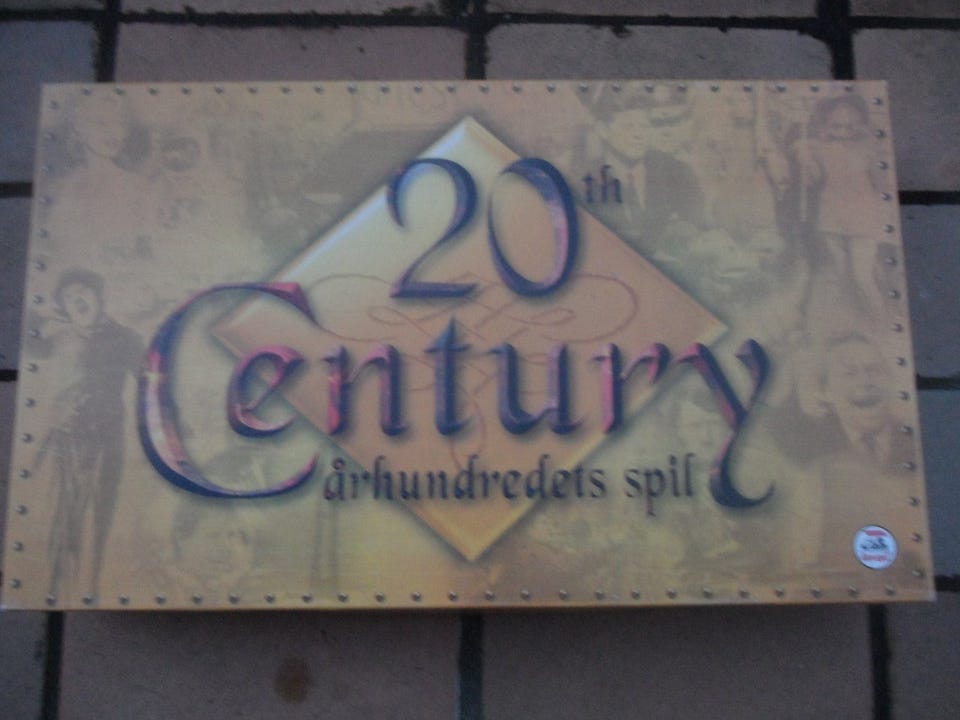 20th
Century
århundredets spil